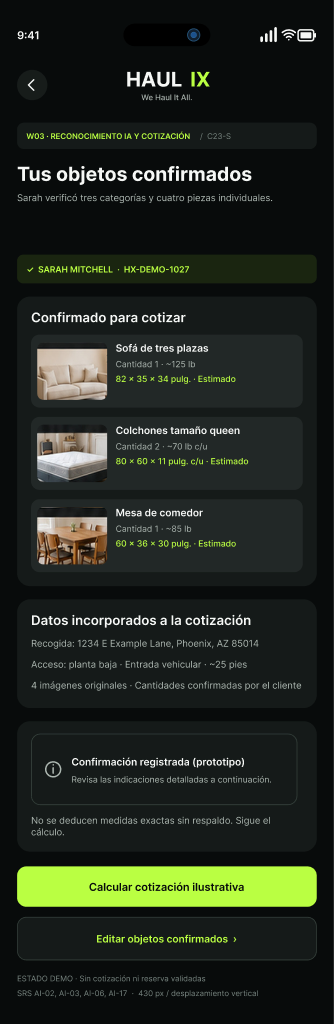 9:41
HAUL IX
We Haul It All.
W03 · RECONOCIMIENTO IA Y COTIZACIÓN / C23-S
Tus objetos confirmados
Sarah verificó tres categorías y cuatro piezas individuales.
✓ SARAH MITCHELL · HX-DEMO-1027
Confirmado para cotizar
Sofá de tres plazas
Cantidad 1 · ~125 lb
82 × 35 × 34 pulg. · Estimado
Colchones tamaño queen
Cantidad 2 · ~70 lb c/u
80 × 60 × 11 pulg. c/u · Estimado
Mesa de comedor
Cantidad 1 · ~85 lb
60 × 36 × 30 pulg. · Estimado
Datos incorporados a la cotización
Recogida: 1234 E Example Lane, Phoenix, AZ 85014
Acceso: planta baja · Entrada vehicular · ~25 pies
4 imágenes originales · Cantidades confirmadas por el cliente
Confirmación registrada (prototipo)
Revisa las indicaciones detalladas a continuación.
No se deducen medidas exactas sin respaldo. Sigue el
cálculo.
Calcular cotización ilustrativa
Editar objetos confirmados ›
ESTADO DEMO · Sin cotización ni reserva validadas
SRS AI-02, AI-03, AI-06, AI-17 · 430 px / desplazamiento vertical